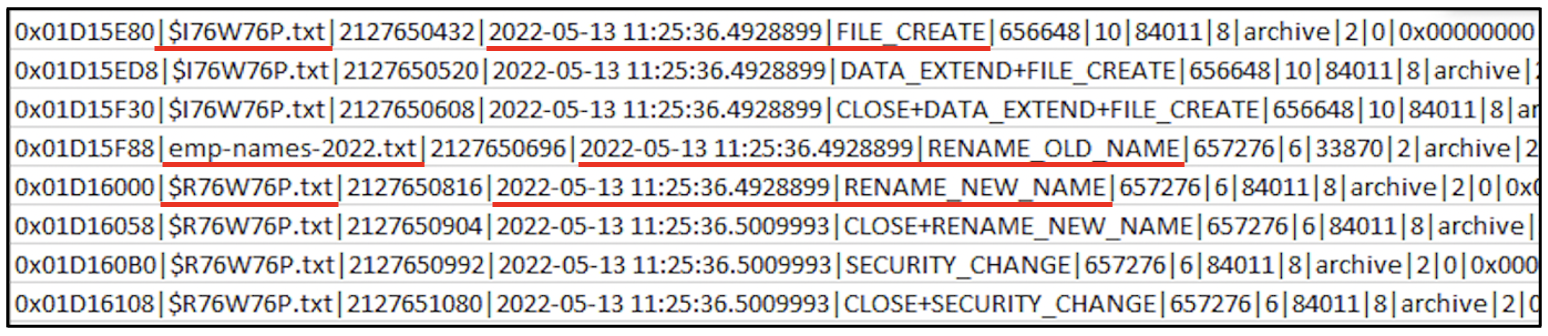 0x01D15E80|$I76W76P.txt|2127650432|2022-05-13 11:25:36.4928899|FILE_CREATE|656648|10|84011|8|archive|2|0|0x00000000
0x01D15ED8|$I76W76P.txt|2127650520|2022-05-13 11:25:36.4928899|DATA_EXTEND+FILE_CREATE|656648|10|84011|8|archive|
0x01D15F30|$I76W76P.txt|2127650608|2022-05-13 11:25:36.4928899|CLOSE+DATA_EXTEND+FILE_CREATE|656648|10|84011|8|ar
0x01D15F88|emp-names-2022.txt|2127650696|2022-05-13 11:25:36.4928899|RENAME_OLD_NAME|657276|6|33870|2|archive|2
0x01D16000|$R76W76P.txt|2127650816|2022-05-13 11:25:36.4928899|RENAME_NEW_NAME|657276|6|84011|8|archive|2|0|0x0
0x01D16058|$R76W76P.txt|2127650904|2022-05-13 11:25:36.5009993|CLOSE+RENAME_NEW_NAME|657276|6|84011|8|archive|
0x01D160B0|$R76W76P.txt|2127650992|2022-05-13 11:25:36.5009993|SECURITY_CHANGE|657276|6|84011|8|archive|2|0|0x000
0x01D16108|$R76W76P.txt|2127651080|2022-05-13 11:25:36.5009993|CLOSE+SECURITY_CHANGE|657276|6|84011|8|archive|2|0